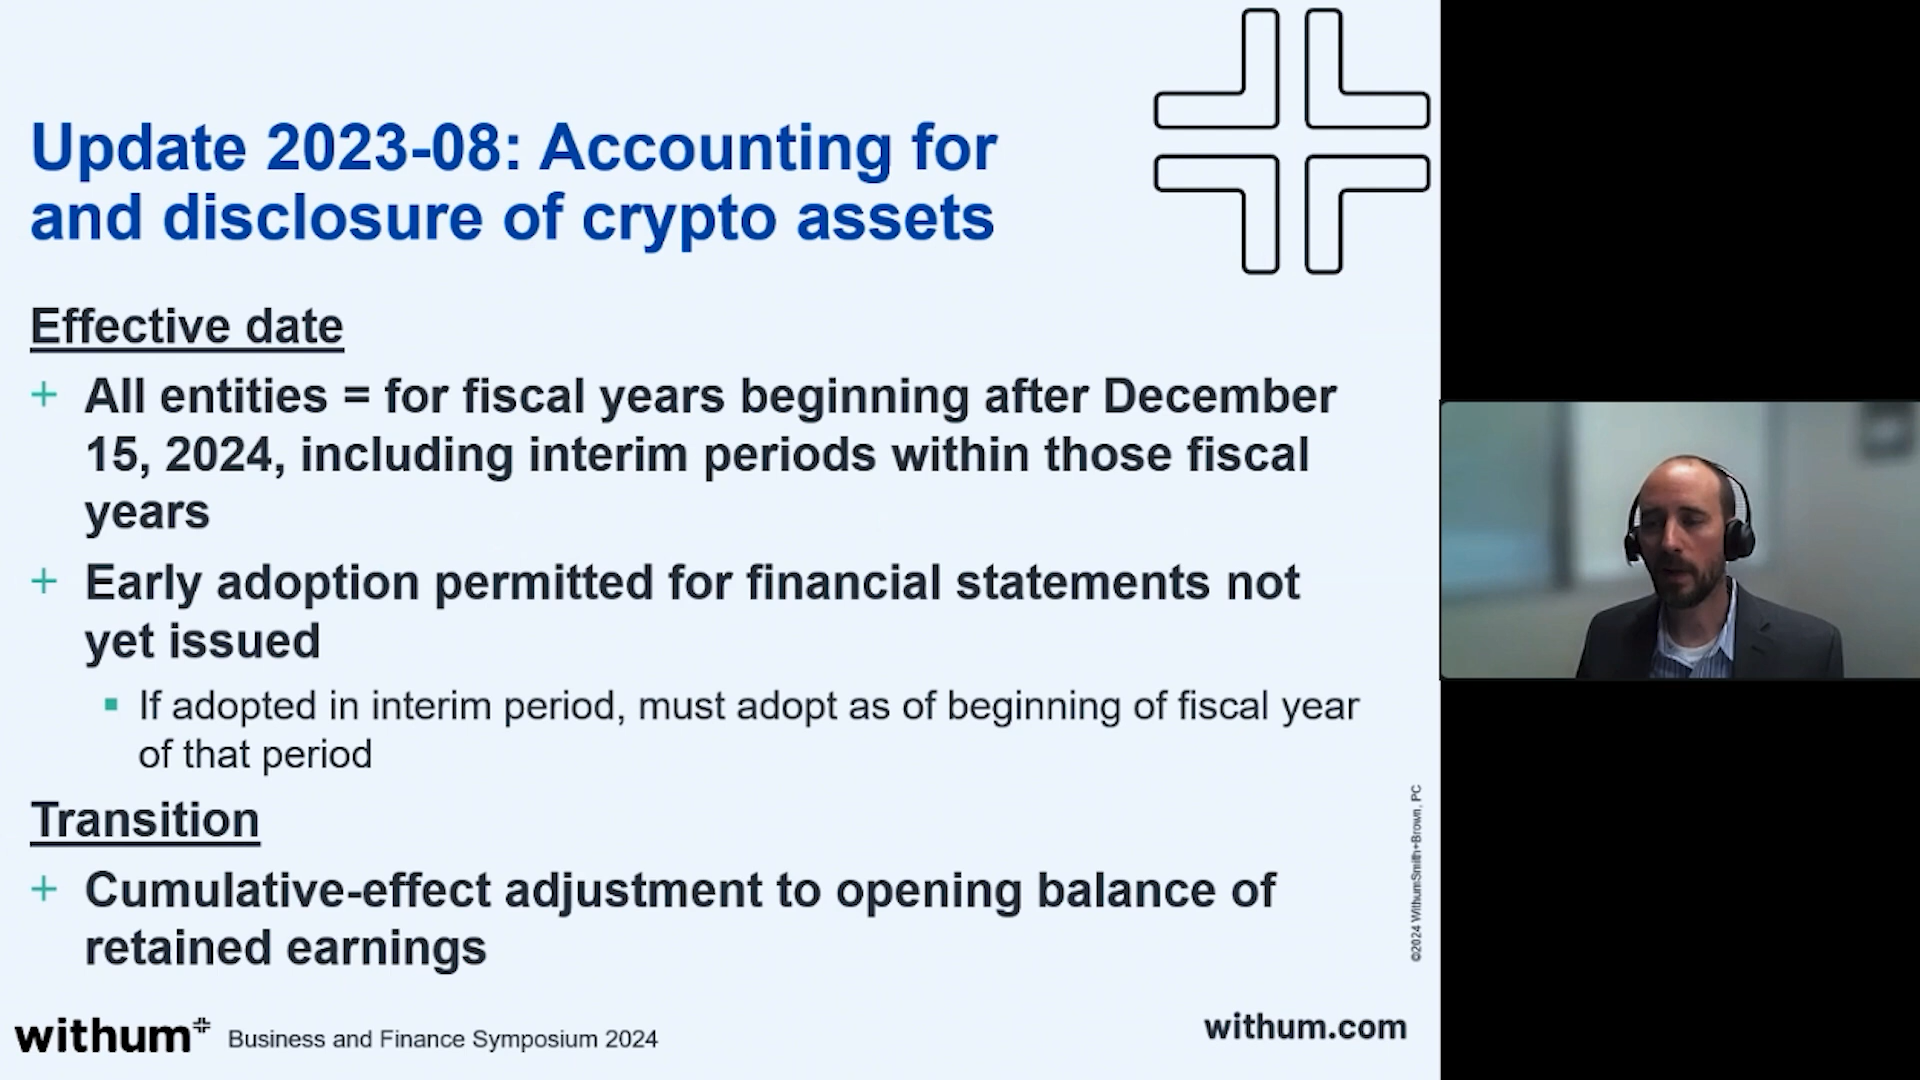 Update 2023-08: Accounting for
and disclosure of crypto assets
Effective date
+ All entities = for fiscal years beginning after December
15, 2024, including interim periods within those fiscal
years
+ Early adoption permitted for financial statements not
yet issued
▪ If adopted in interim period, must adopt as of beginning of fiscal year
of that period
Transition
+ Cumulative-effect adjustment to opening balance of
retained earnings
©2024 WithumSmith+Brown, PC
withum+ Business and Finance Symposium 2024
withum.com